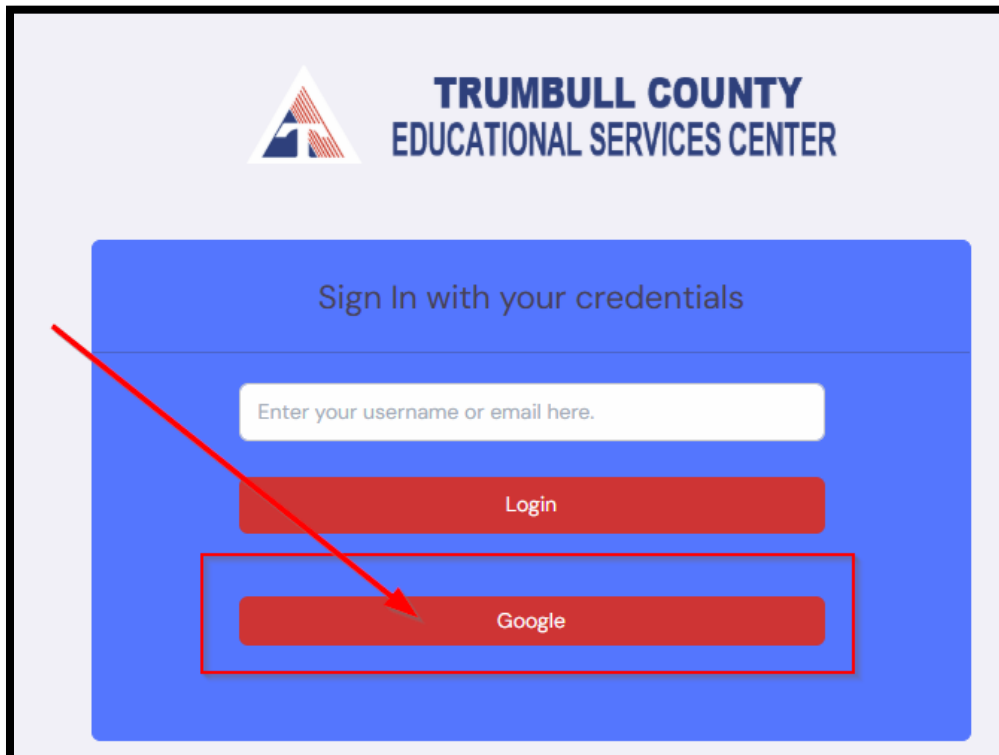 TRUMBULL COUNTY
EDUCATIONAL SERVICES CENTER
Sign In with your credentials
Enter your username or email here.
Login
Google